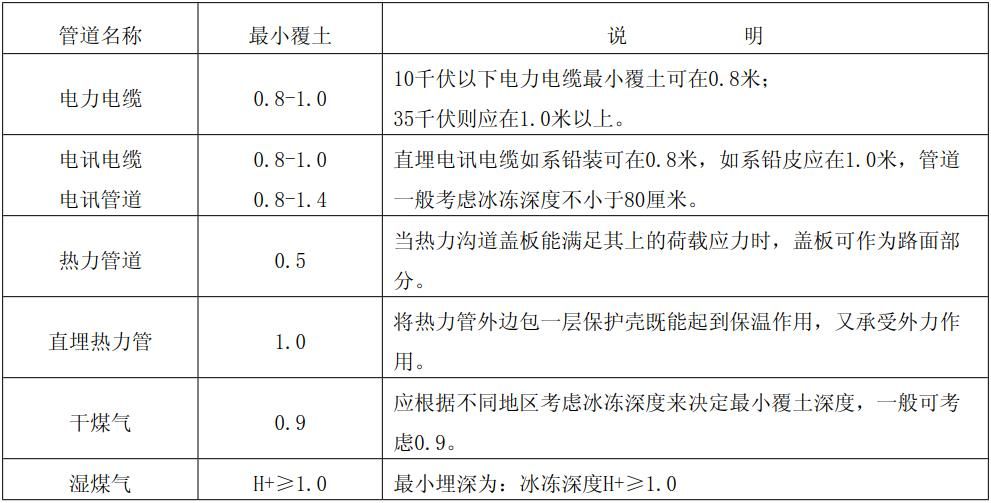 管道名称 最小覆土 说 明
电力电缆 0.8-1.0 10千伏以下电力电缆最小覆土可在0.8米；
35千伏则应在1.0米以上。
电讯电缆 0.8-1.0 直埋电讯电缆如系铅装可在0.8米，如系铅皮应在1.0米，管道
电讯管道 0.8-1.4 一般考虑冰冻深度不小于80厘米。
热力管道 0.5 当热力沟道盖板能满足其上的荷载应力时，盖板可作为路面部
分。
直埋热力管 1.0 将热力管外边包一层保护壳既能起到保温作用，又承受外力作
用。
干煤气 0.9 应根据不同地区考虑冰冻深度来决定最小覆土深度，一般可考
虑0.9。
湿煤气 H+≥1.0 最小埋深为：冰冻深度H+≥1.0